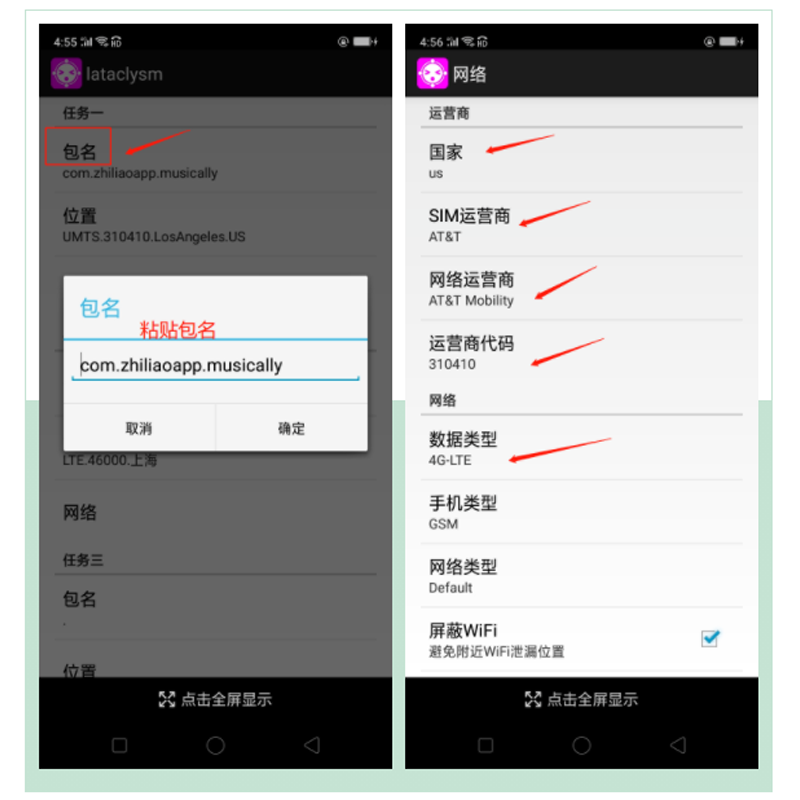 4:55
HD
lataclysm
任务一
包名
com.zhiliaoapp.musically
位置
UMTS.310410.LosAngeles.US
包名
粘贴包名
com.zhiliaoapp.musically
取消
确定
LTE.46000.上海
网络
任务三
包名
.
位置
点击全屏显示
4:56
HD
网络
运营商
国家
us
SIM运营商
AT&T
网络运营商
AT&T Mobility
运营商代码
310410
网络
数据类型
4G-LTE
手机类型
GSM
网络类型
Default
屏蔽WiFi
避免附近WiFi泄漏位置
点击全屏显示